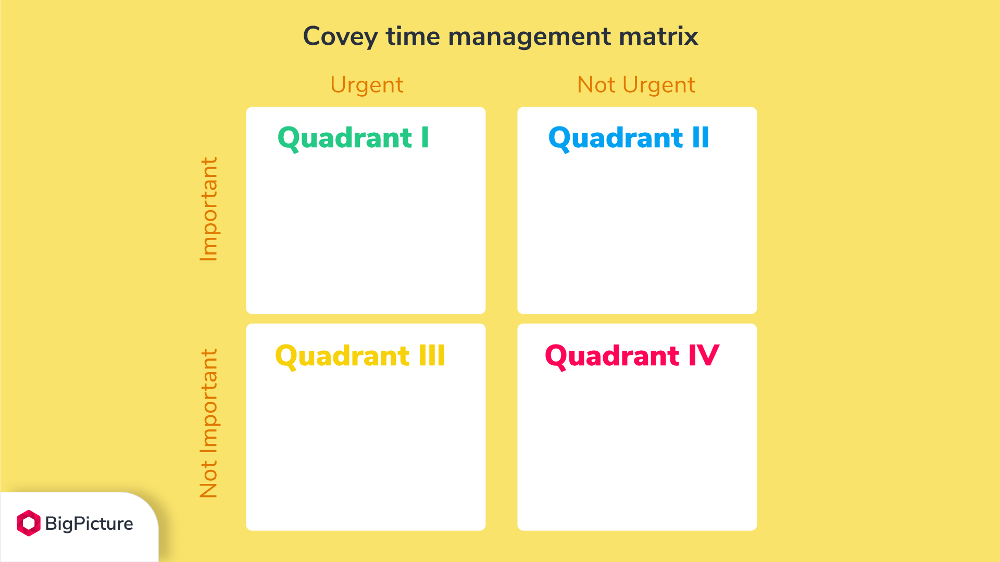 Covey time management matrix
Urgent
Not Urgent
Important
Quadrant I
Quadrant II
Not Important
Quadrant III
Quadrant IV
BigPicture